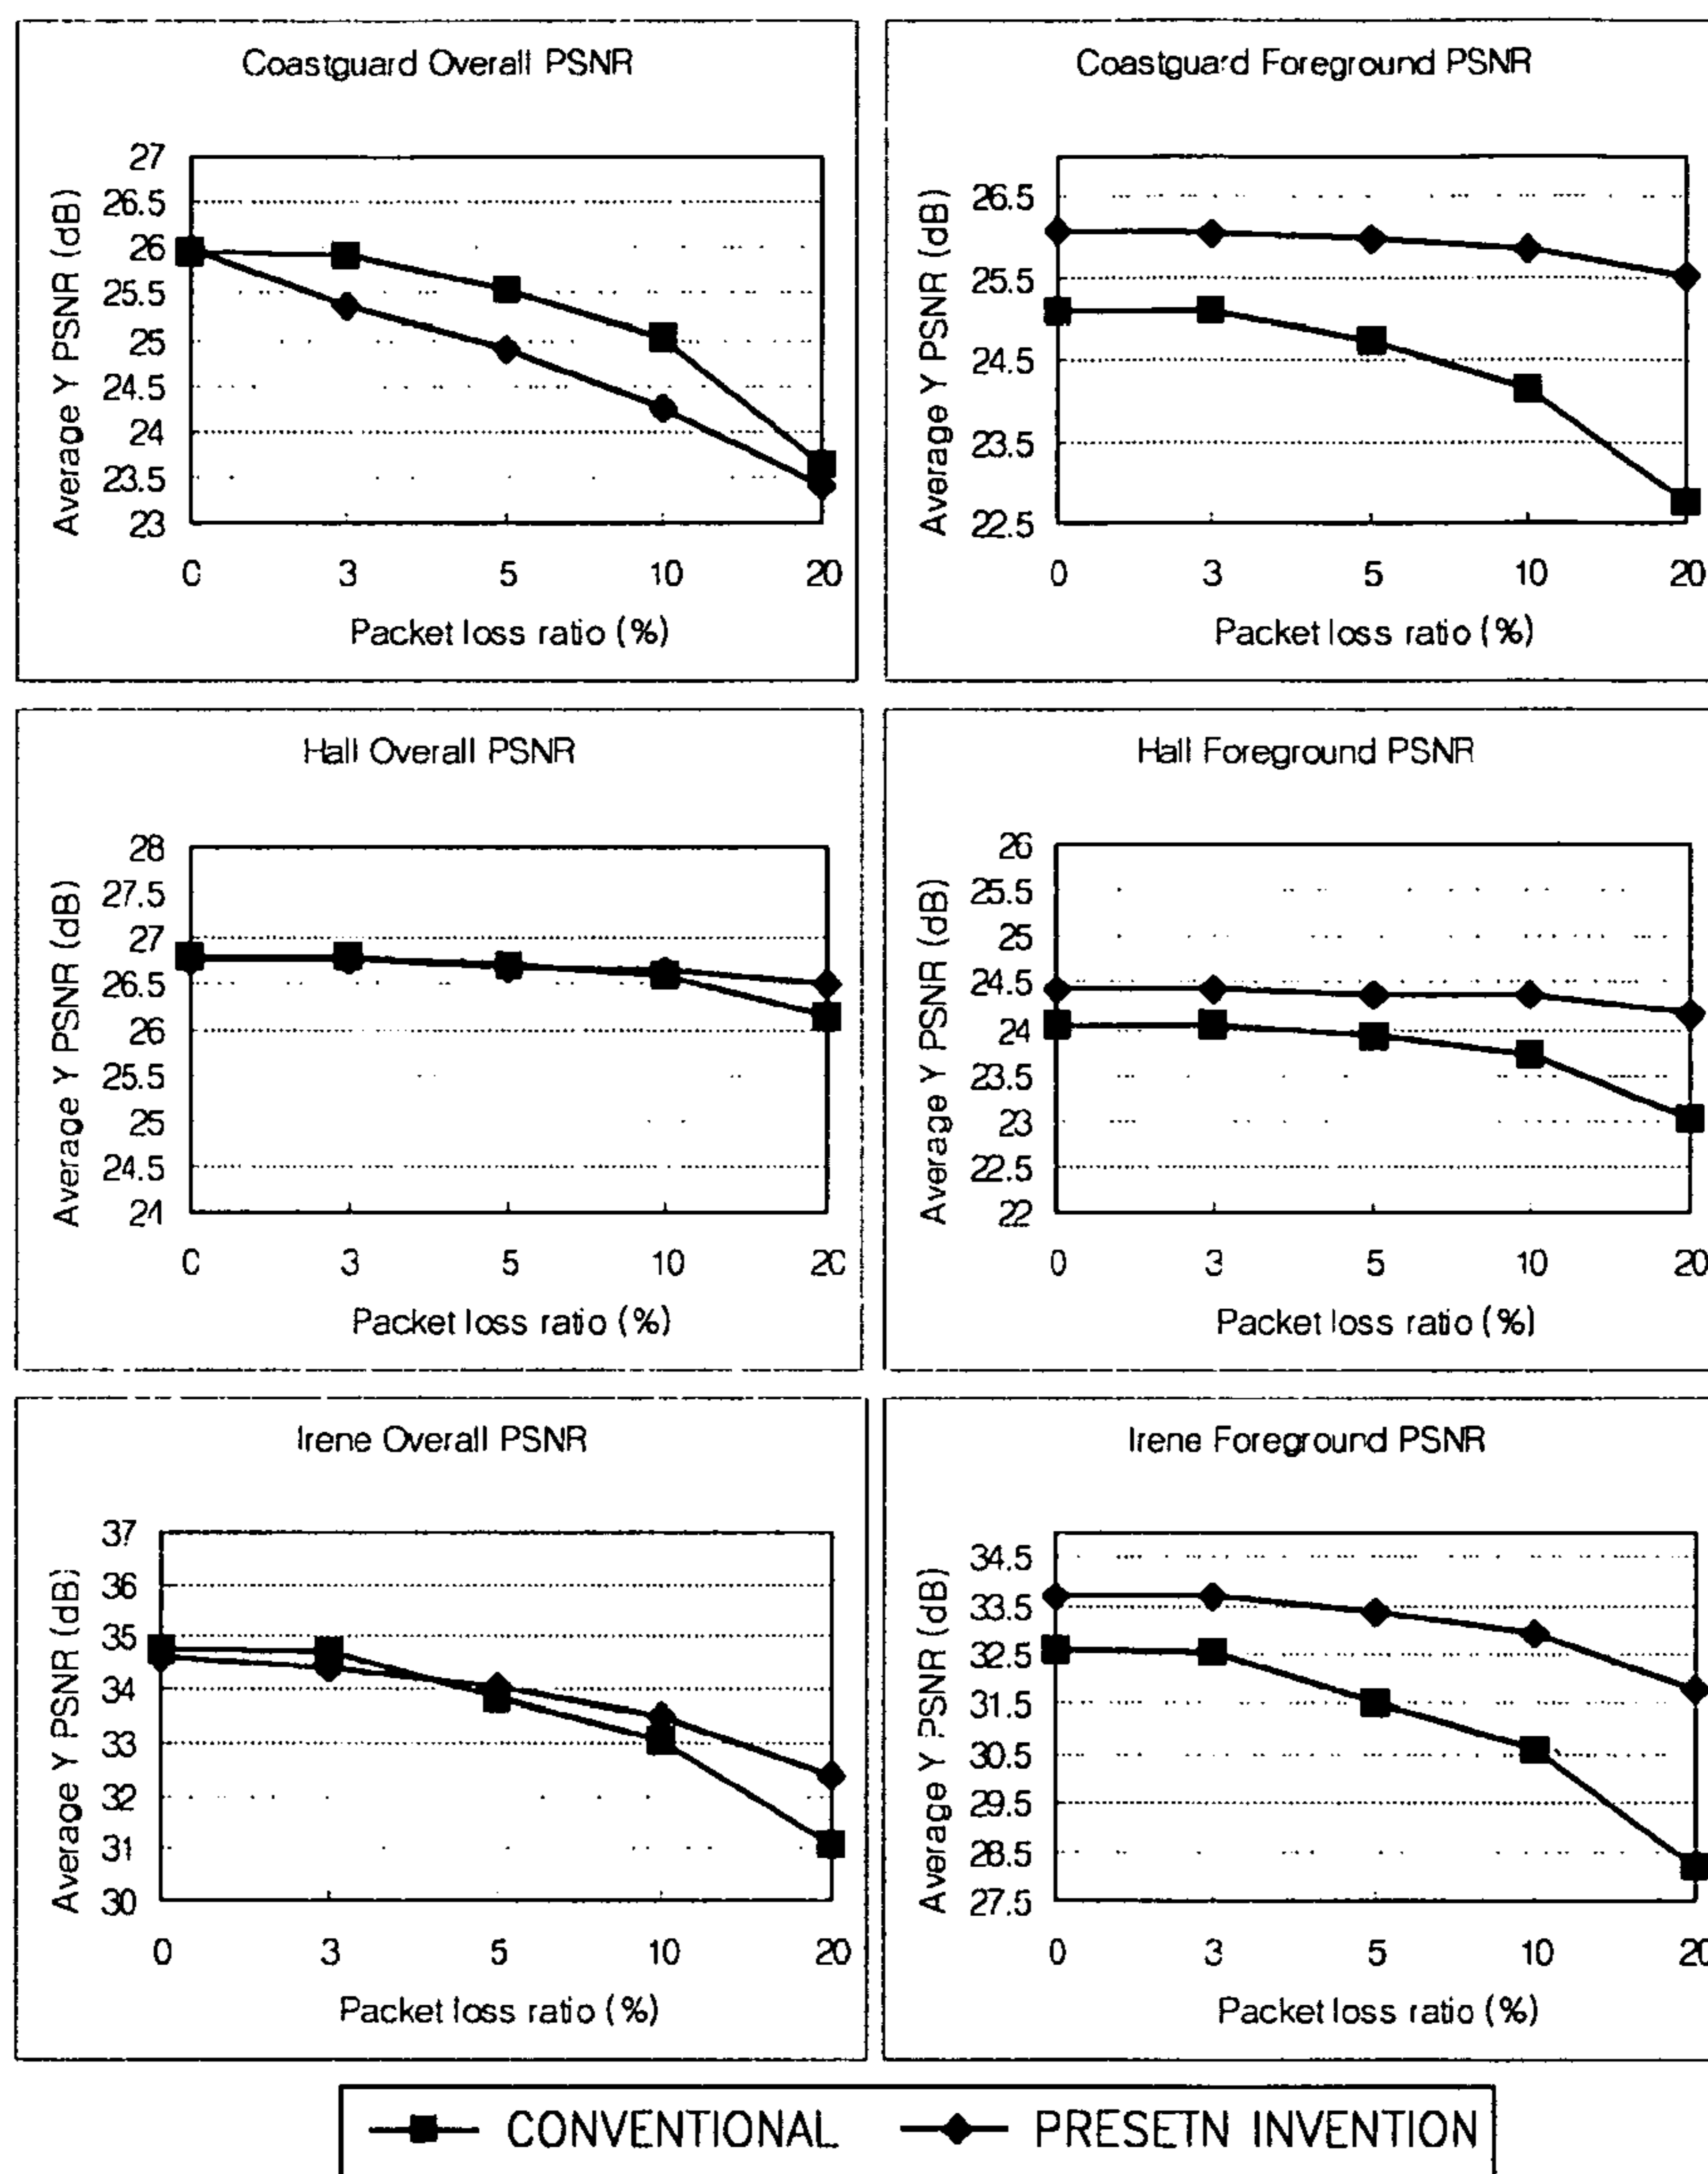 Coastguard Overall PSNR
Average Y PSNR (dB)
27
26.5
26
25.5
25
24.5
24
23.5
23
0 3 5 10 20
Packet loss ratio (%)
Coastguard Foreground PSNR
Average Y PSNR (dB)
26.5
25.5
24.5
23.5
22.5
0 3 5 10 20
Packet loss ratio (%)
Hall Overall PSNR
Average Y PSNR (dB)
28
27.5
27
26.5
26
25.5
25
24.5
24
0 3 5 10 20
Packet loss ratio (%)
Hall Foreground PSNR
Average Y PSNR (dB)
26
25.5
25
24.5
24
23.5
23
22.5
22
0 3 5 10 20
Packet loss ratio (%)
Irene Overall PSNR
Average Y PSNR (dB)
37
36
35
34
33
32
31
30
0 3 5 10 20
Packet loss ratio (%)
Irene Foreground PSNR
Average Y PSNR (dB)
34.5
33.5
32.5
31.5
30.5
29.5
28.5
27.5
0 3 5 10 20
Packet loss ratio (%)
CONVENTIONAL PRESETN INVENTION